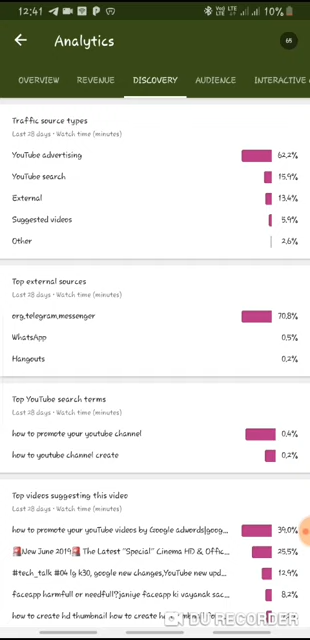 12:41 10%
Analytics
65
OVERVIEW REVENUE DISCOVERY AUDIENCE INTERACTIVE
Traffic source types
Last 28 days • Watch time (minutes)
YouTube advertising 62,2%
YouTube search 15,9%
External 13,4%
Suggested videos 5,9%
Other 2,6%
Top external sources
Last 28 days • Watch time (minutes)
org.telegram.messenger 70,8%
WhatsApp 0,5%
Hangouts 0,2%
Top YouTube search terms
Last 28 days • Watch time (minutes)
how to promote your youtube channel 0,4%
how to youtube channel create 0,2%
Top videos suggesting this video
Last 28 days • Watch time (minutes)
how to promote your youTube videos by Google adwords|goog... 39,0%
🚨New June 2019🚨 The Latest "Special" Cinema HD & Offic... 25,5%
#tech_talk #04 lg k30, google new changes,YouTube new upd... 12,9%
faceapp harmfull or needfull?janiye faceapp ki vayanak sac... 8,2%
how to create hd thumbnail
DU RECORDER